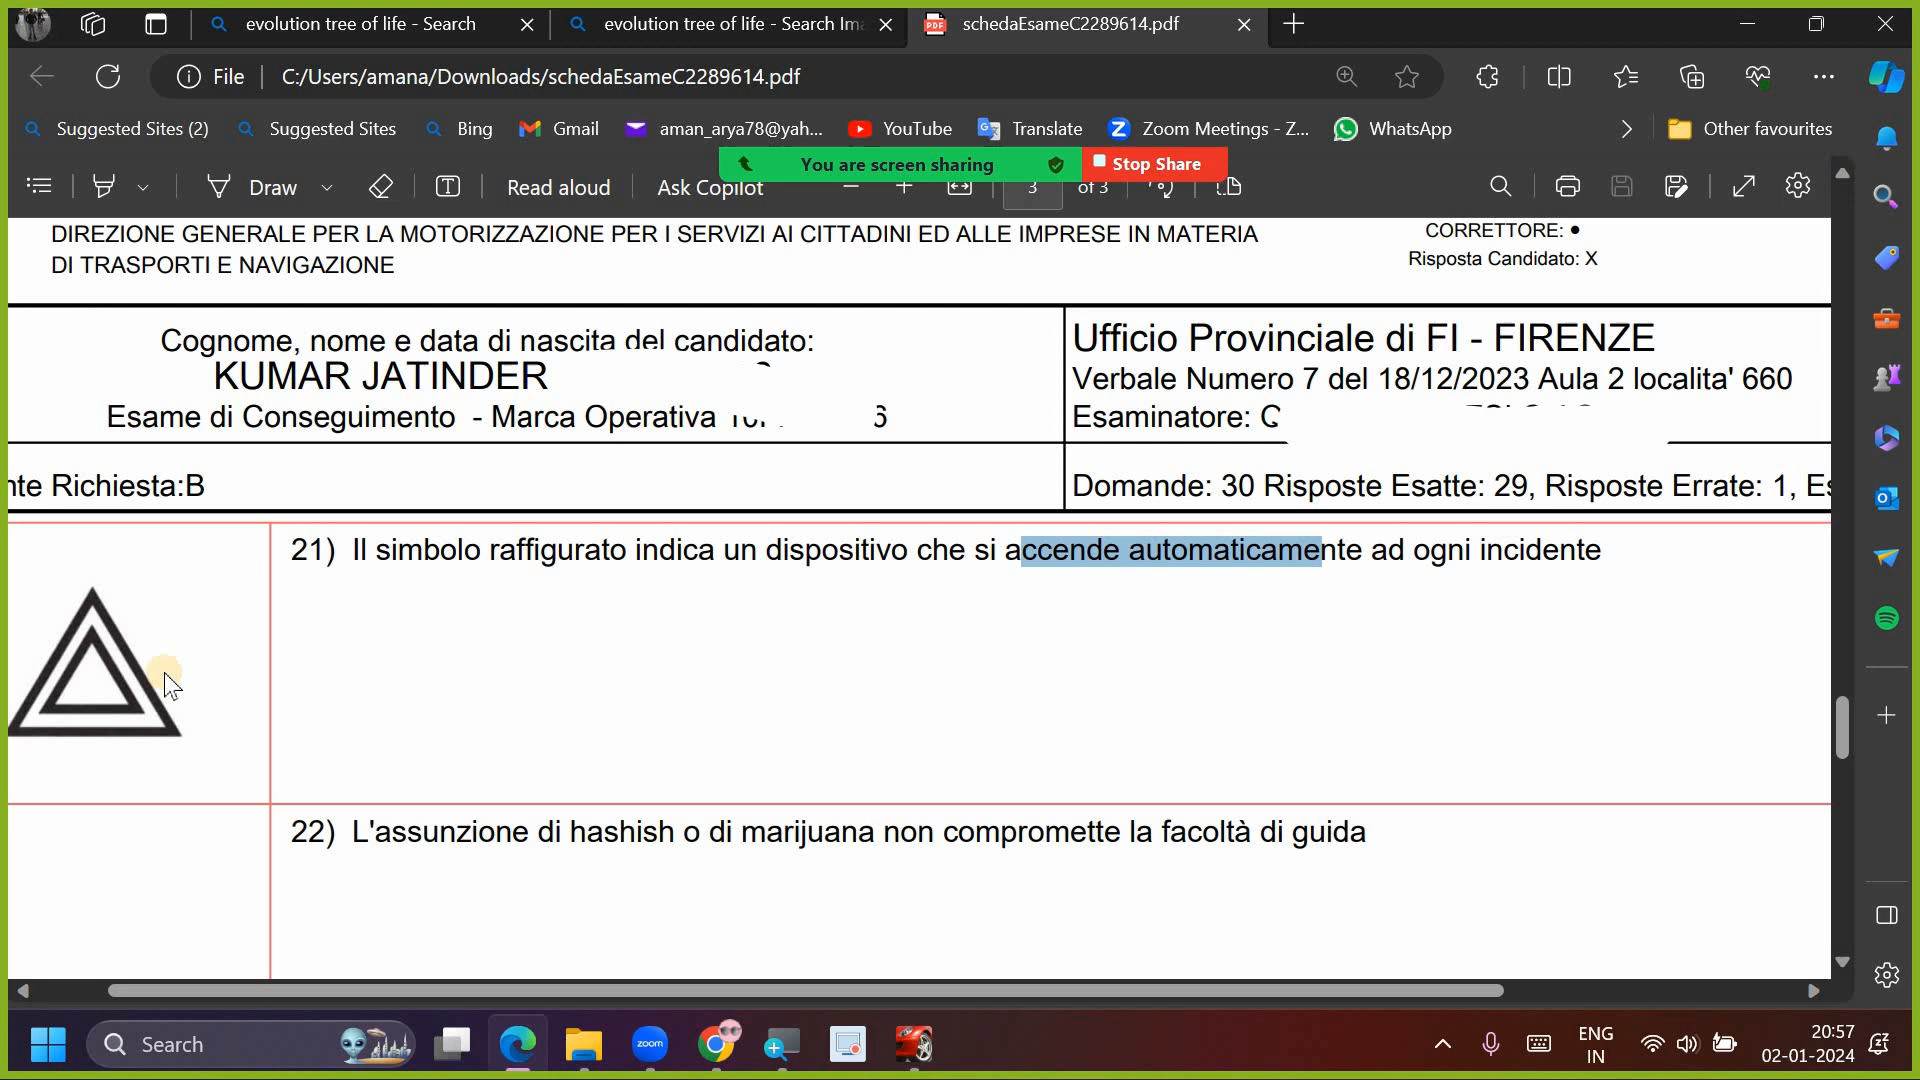 evolution tree of life - Search
evolution tree of life - Search Ima
schedaEsameC2289614.pdf
File
C:/Users/amana/Downloads/schedaEsameC2289614.pdf
Suggested Sites (2)
Suggested Sites
Bing
Gmail
aman_arya78@yah...
YouTube
Translate
Zoom Meetings - Z...
WhatsApp
Other favourites
You are screen sharing
Stop Share
Draw
Read aloud
Ask Copilot
3
of 3
DIREZIONE GENERALE PER LA MOTORIZZAZIONE PER I SERVIZI AI CITTADINI ED ALLE IMPRESE IN MATERIA
DI TRASPORTI E NAVIGAZIONE
CORRETTORE: •
Risposta Candidato: X
Cognome, nome e data di nascita del candidato:
KUMAR JATINDER
Esame di Conseguimento - Marca Operativa
Ufficio Provinciale di FI - FIRENZE
Verbale Numero 7 del 18/12/2023 Aula 2 localita' 660
Esaminatore:
nte Richiesta:B
Domande: 30 Risposte Esatte: 29, Risposte Errate: 1, Es
21) Il simbolo raffigurato indica un dispositivo che si accende automaticamente ad ogni incidente
22) L'assunzione di hashish o di marijuana non compromette la facoltà di guida
Search
zoom
ENG
IN
20:57
02-01-2024